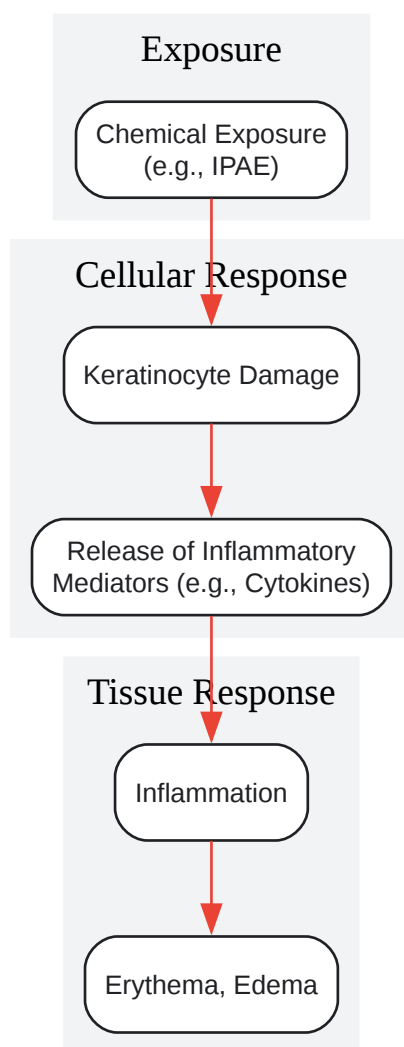 Exposure
Chemical Exposure
(e.g., IPAE)
Cellular Response
Keratinocyte Damage
Release of Inflammatory
Mediators (e.g., Cytokines)
Tissue Response
Inflammation
Erythema, Edema